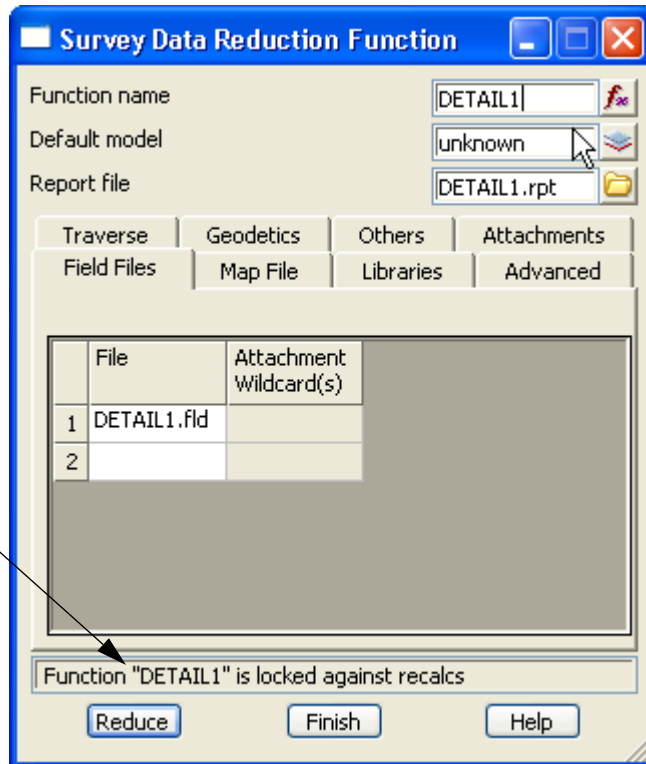 Survey Data Reduction Function
Function name DETAIL1
Default model unknown
Report file DETAIL1.rpt
Traverse Geodetics Others Attachments
Field Files Map File Libraries Advanced
File Attachment
Wildcard(s)
1 DETAIL1.fld
2
Function "DETAIL1" is locked against recalcs
Reduce Finish Help